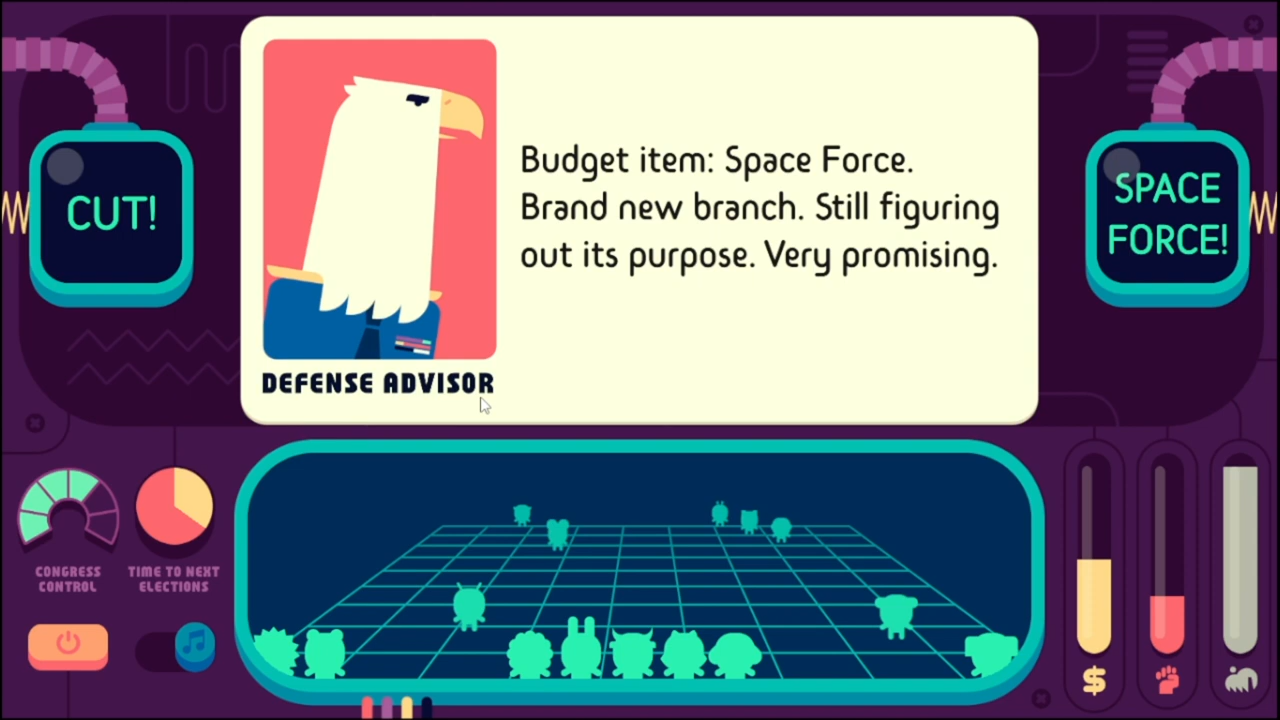 CUT!
Budget item: Space Force.
Brand new branch. Still figuring
out its purpose. Very promising.
SPACE
FORCE!
DEFENSE ADVISOR
CONGRESS
CONTROL
TIME TO NEXT
ELECTIONS
$